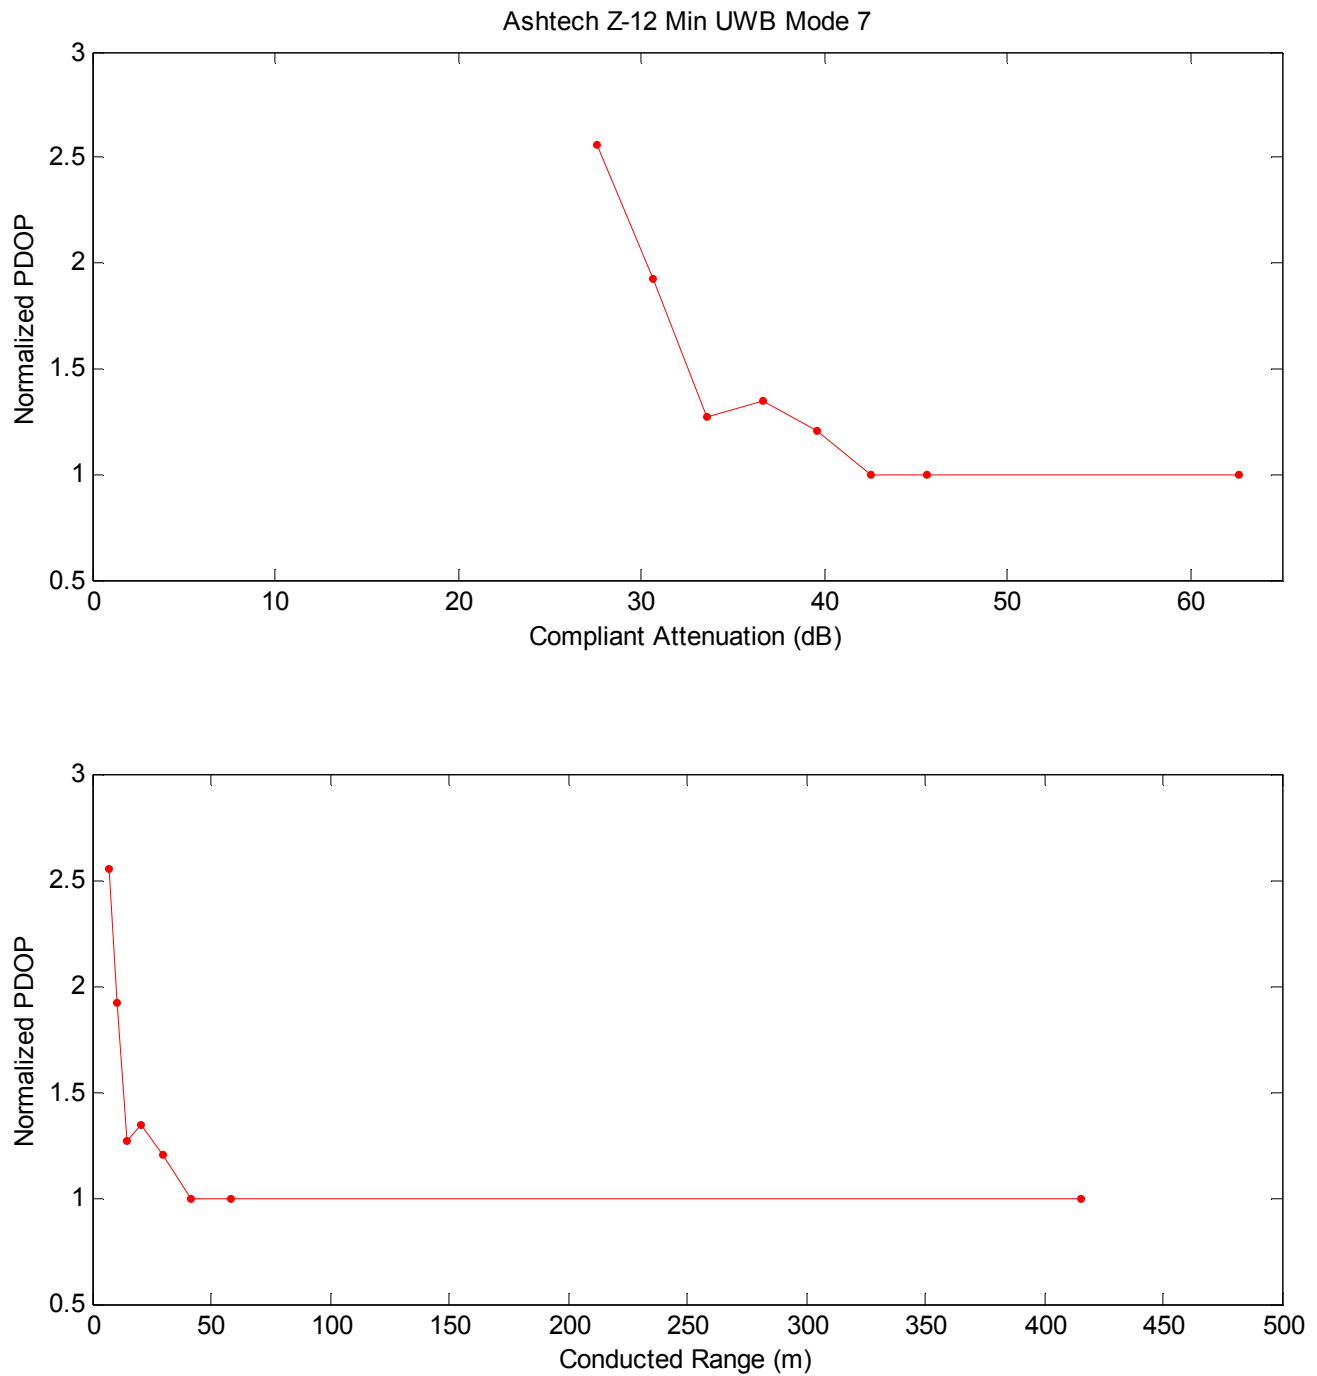 Ashtech Z-12 Min UWB Mode 7
3
2.5
2
1.5
1
0.5
Normalized PDOP
0 10 20 30 40 50 60
Compliant Attenuation (dB)
3
2.5
2
1.5
1
0.5
Normalized PDOP
0 50 100 150 200 250 300 350 400 450 500
Conducted Range (m)